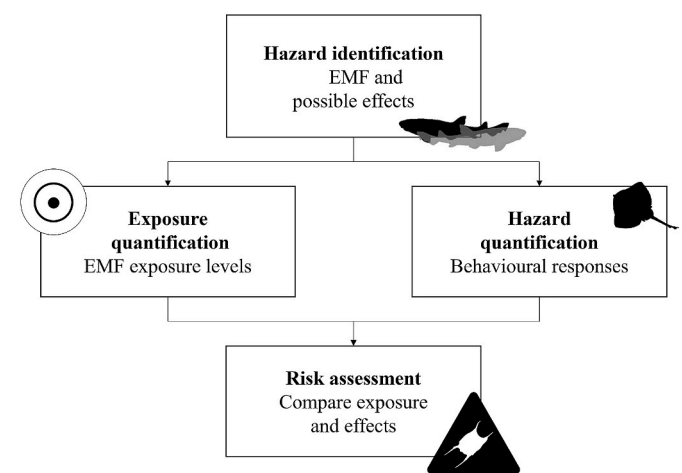 Hazard identification
EMF and
possible effects
Exposure
quantification
EMF exposure levels
Hazard
quantification
Behavioural responses
Risk assessment
Compare exposure
and effects